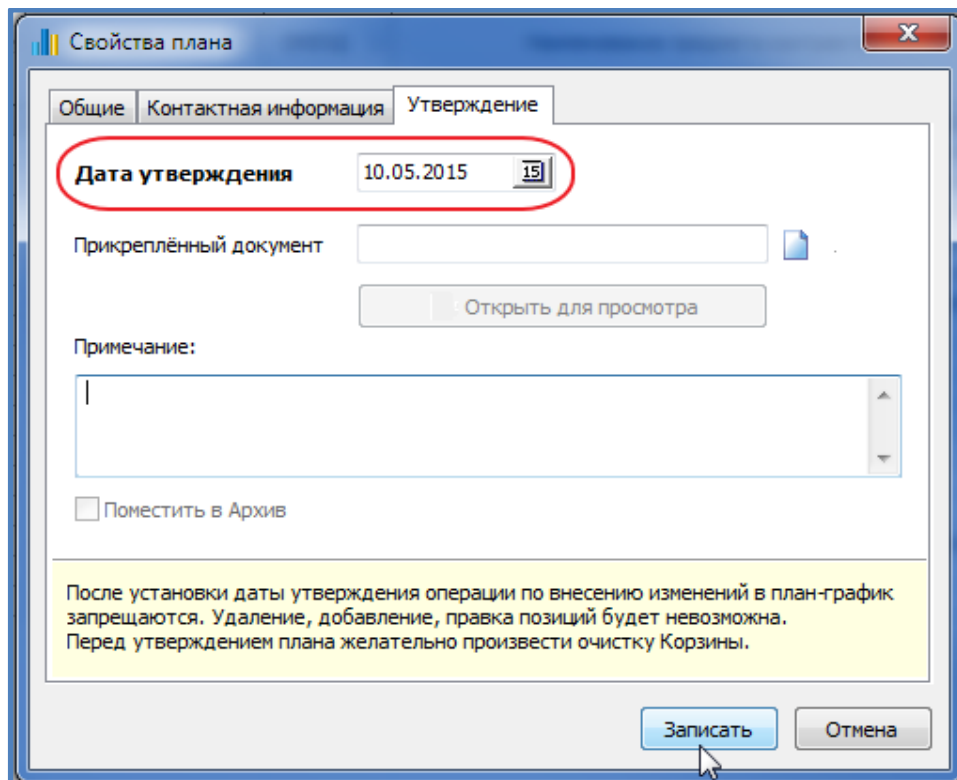 Свойства плана
Общие Контактная информация Утверждение
Дата утверждения 10.05.2015 15
Прикреплённый документ
Открыть для просмотра
Примечание:
Поместить в Архив
После установки даты утверждения операции по внесению изменений в план-график
запрещаются. Удаление, добавление, правка позиций будет невозможна.
Перед утверждением плана желательно произвести очистку Корзины.
Записать Отмена